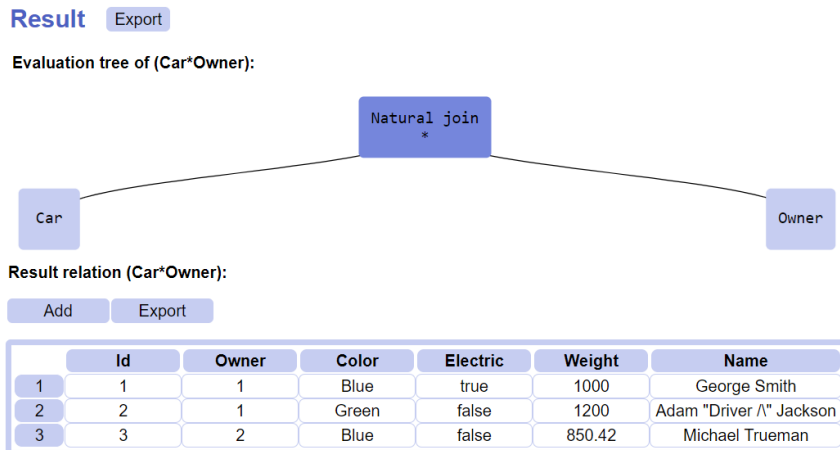 Result Export
Evaluation tree of (Car*Owner):
Natural join
*
Car
Owner
Result relation (Car*Owner):
Add Export
Id Owner Color Electric Weight Name
1 1 1 Blue true 1000 George Smith
2 2 1 Green false 1200 Adam "Driver /\" Jackson
3 3 2 Blue false 850.42 Michael Trueman